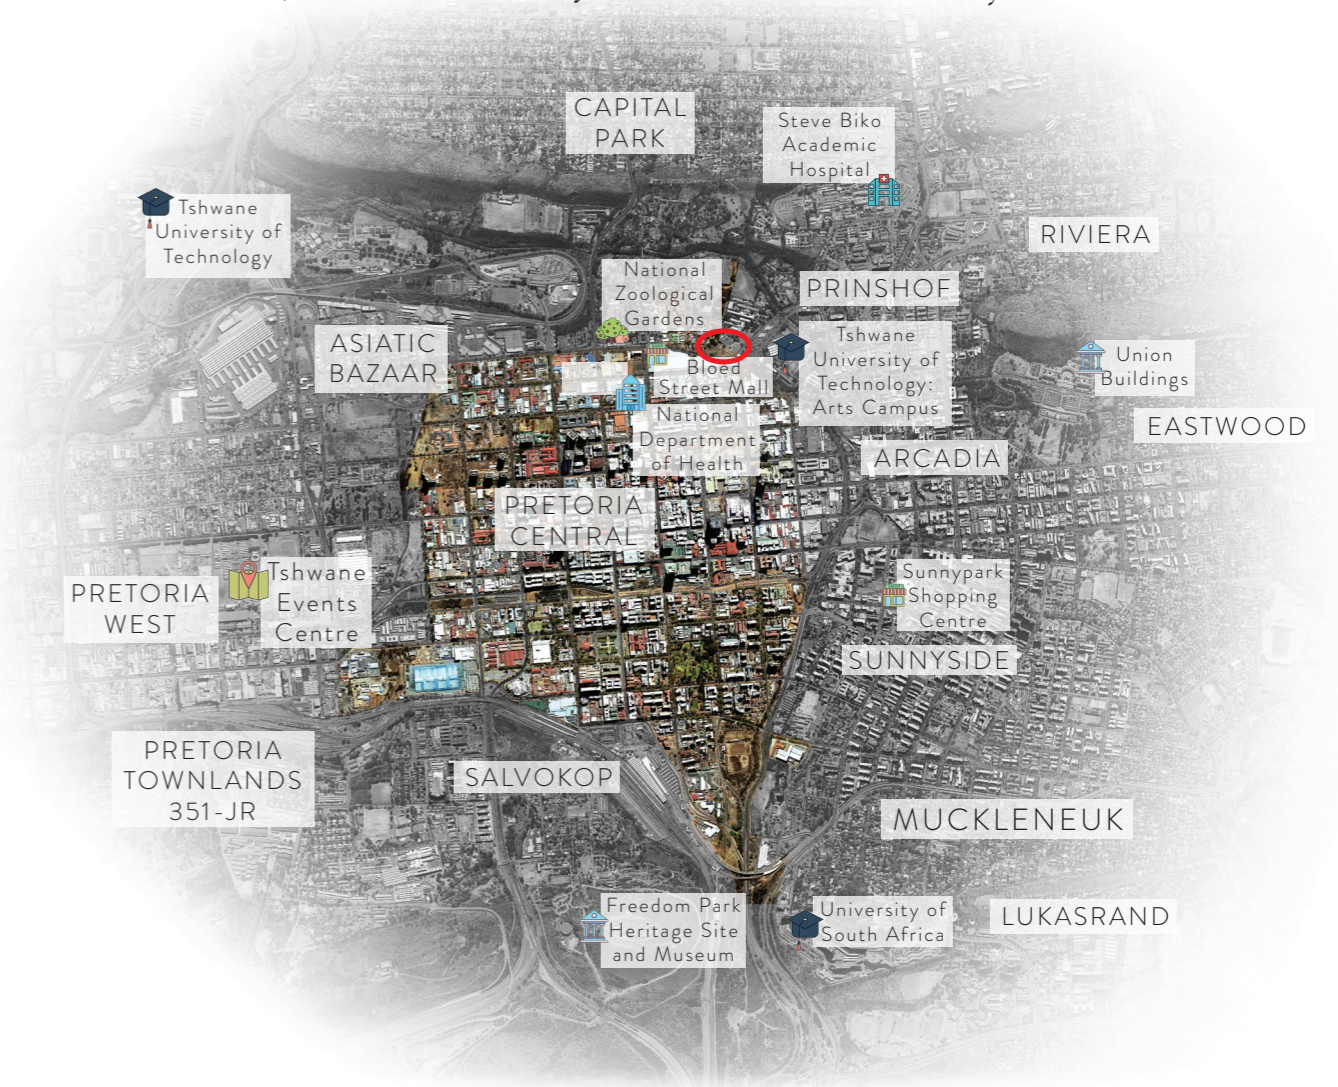 CAPITAL
PARK
Steve Biko
Academic
Hospital
Tshwane
University of
Technology
RIVIERA
National
Zoological
Gardens
PRINSHOF
ASIATIC
BAZAAR
Tshwane
University of
Technology:
Arts Campus
Union
Buildings
Bloed
Street Mall
National
Department
of Health
EASTWOOD
ARCADIA
PRETORIA
CENTRAL
Tshwane
Events
Centre
PRETORIA
WEST
Sunnypark
Shopping
Centre
SUNNYSIDE
PRETORIA
TOWNLANDS
351-JR
SALVOKOP
MUCKLENEUK
Freedom Park
Heritage Site
and Museum
University of
South Africa
LUKASRAND